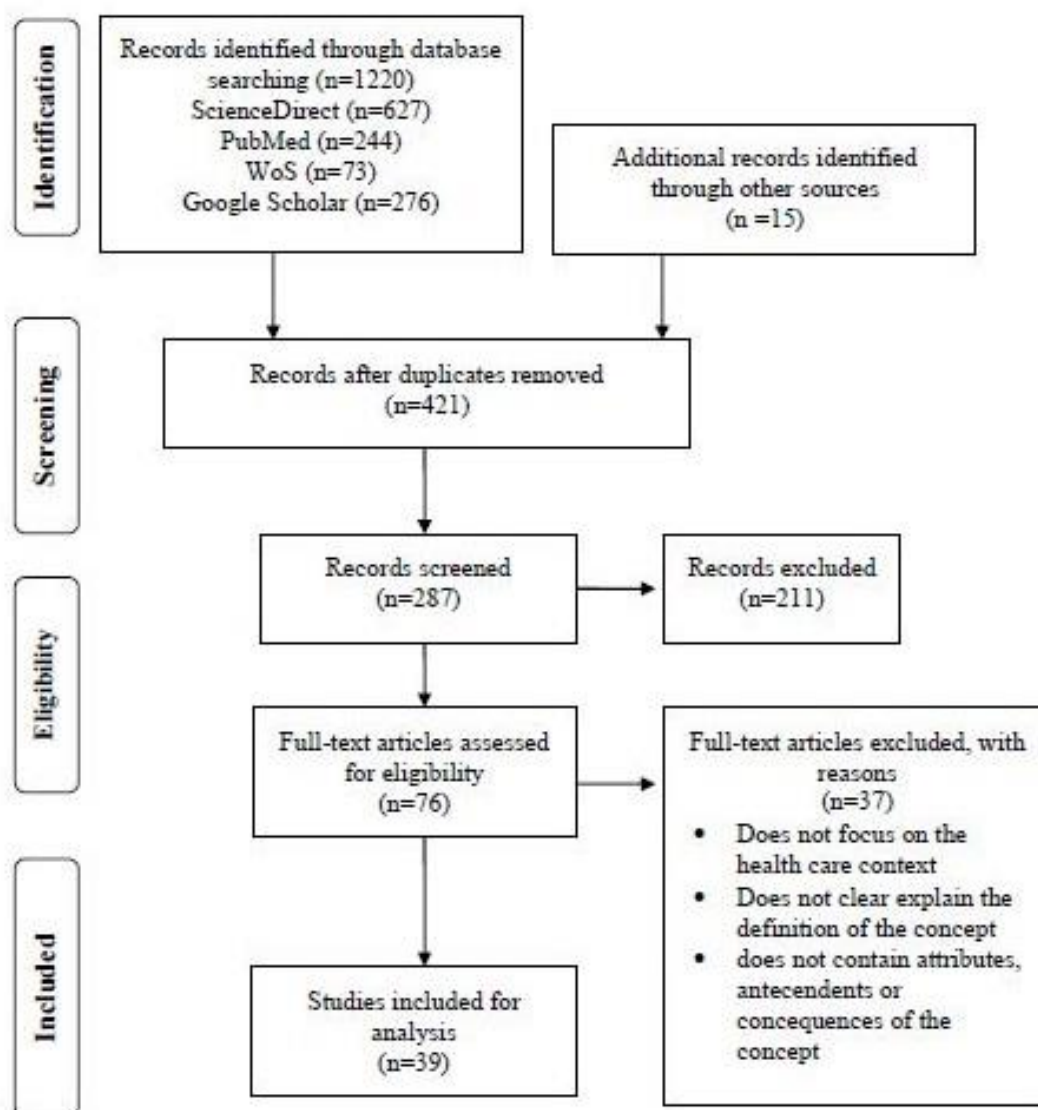 Identification
Records identified through database
searching (n=1220)
ScienceDirect (n=627)
PubMed (n=244)
WoS (n=73)
Google Scholar (n=276)
Additional records identified
through other sources
(n =15)
Screening
Records after duplicates removed
(n=421)
Records screened
(n=287)
Records excluded
(n=211)
Eligibility
Full-text articles assessed
for eligibility
(n=76)
Full-text articles excluded, with
reasons
(n=37)
• Does not focus on the
health care context
• Does not clear explain the
definition of the concept
• does not contain attributes,
antecendents or
concequences of the
concept
Included
Studies included for
analysis
(n=39)